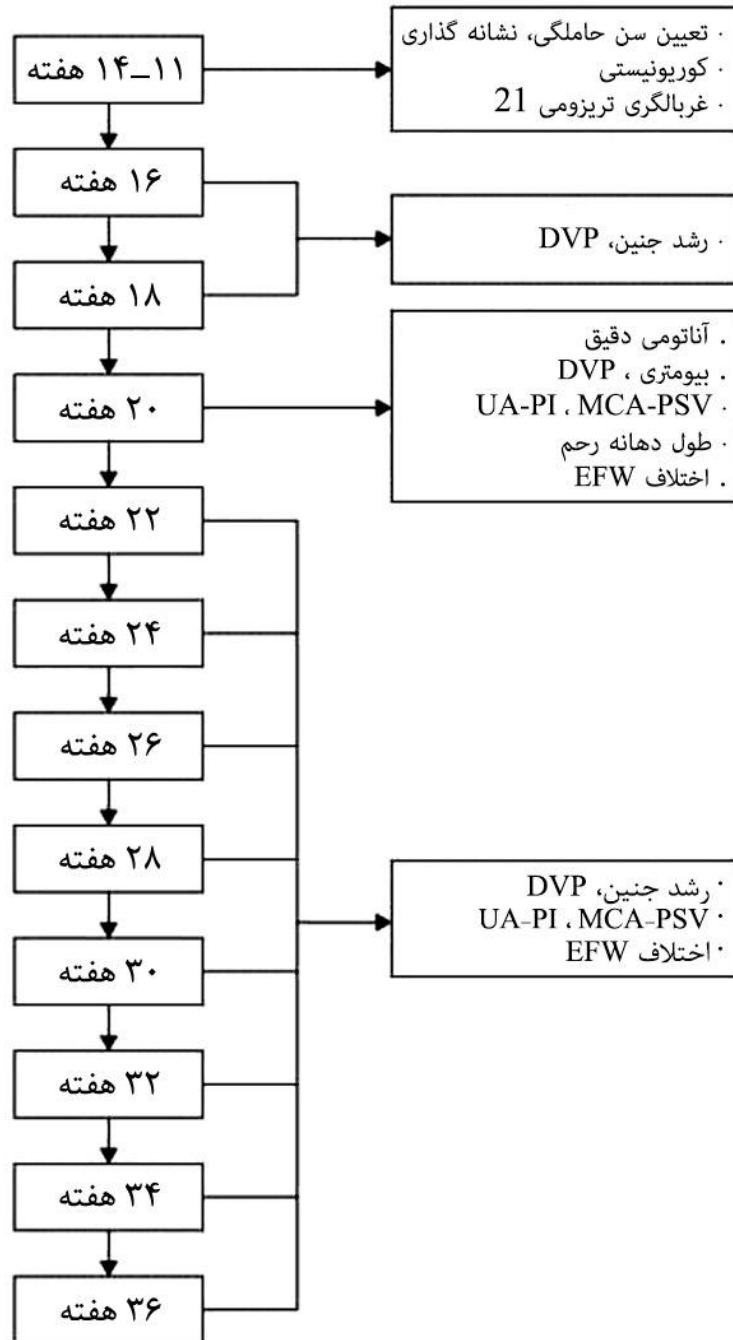 ۱۱–۱۴ هفته
· تعیین سن حاملگی، نشانه گذاری
· کوریونیستی
· غربالگری تریزومی 21
۱۶ هفته
۱۸ هفته
· رشد جنین، DVP
۲۰ هفته
. آناتومی دقیق
. بیومتری ، DVP
· UA-PI ، MCA-PSV
· طول دهانه رحم
. اختلاف EFW
۲۲ هفته
۲۴ هفته
۲۶ هفته
۲۸ هفته
۳۰ هفته
۳۲ هفته
۳۴ هفته
۳۶ هفته
· رشد جنین، DVP
· UA-PI ، MCA-PSV
· اختلاف EFW